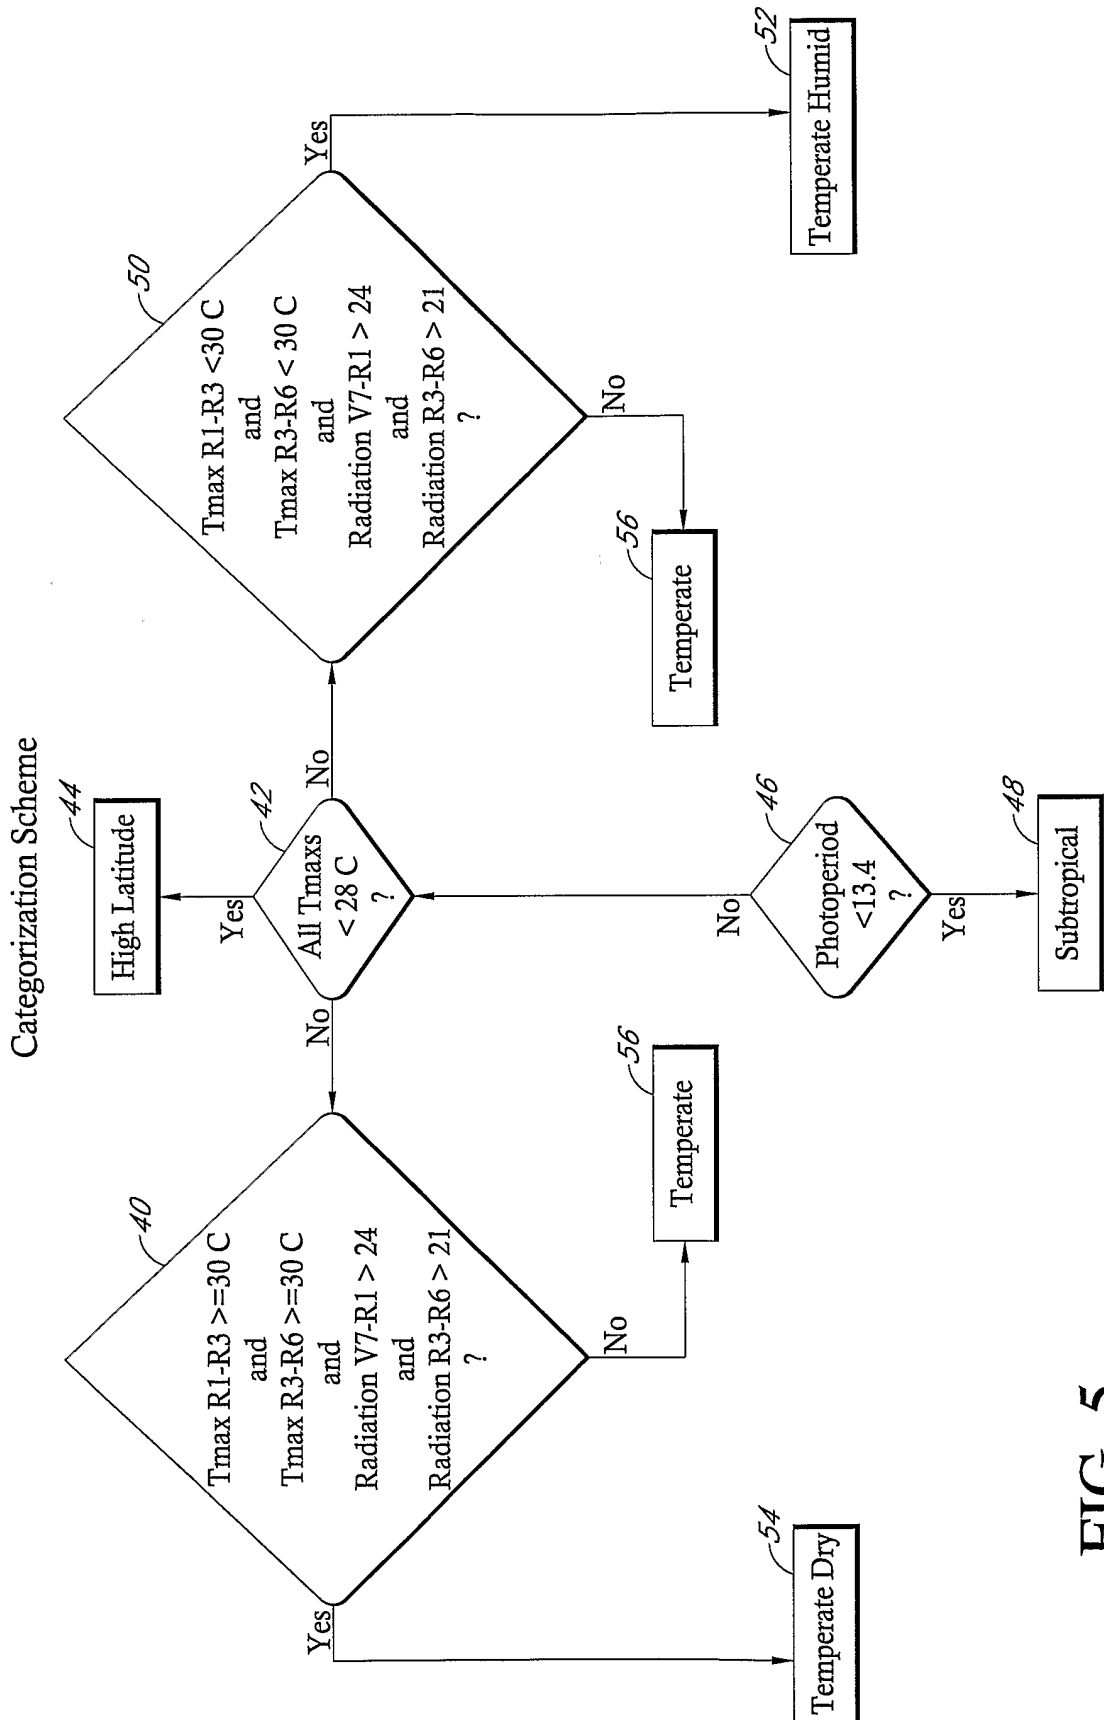 Categorization Scheme
44
High Latitude
Yes
42
All Tmaxs
< 28 C
?
No
No
40
Tmax R1-R3 >=30 C
and
Tmax R3-R6 >=30 C
and
Radiation V7-R1 > 24
and
Radiation R3-R6 > 21
?
Yes
No
50
Tmax R1-R3 <30 C
and
Tmax R3-R6 < 30 C
and
Radiation V7-R1 > 24
and
Radiation R3-R6 > 21
?
Yes
No
56
Temperate
56
Temperate
No
46
Photoperiod
<13.4
?
Yes
54
Temperate Dry
52
Temperate Humid
48
Subtropical
FIG. 5